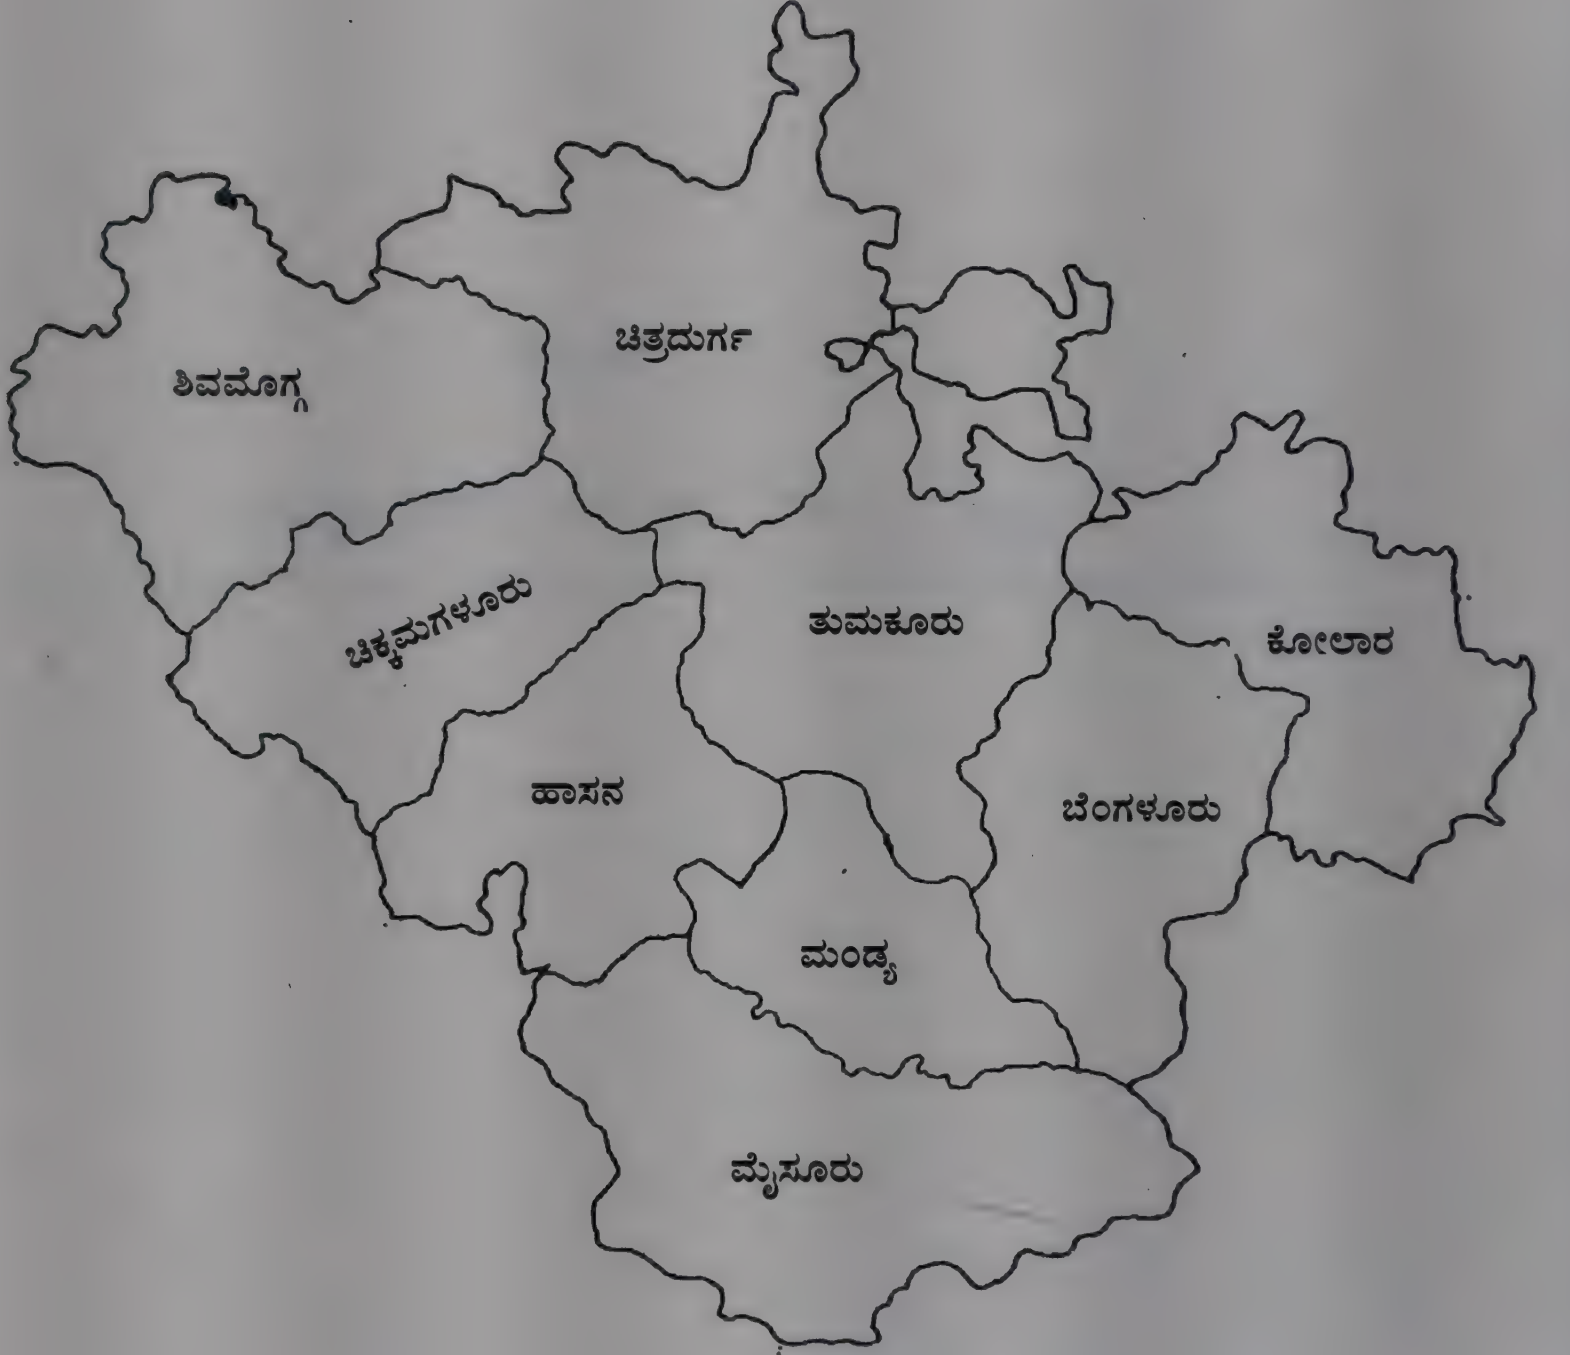 ಚಿತ್ರದುರ್ಗ
ಶಿವಮೊಗ್ಗ
ಚಿಕ್ಕಮಗಳೂರು
ತುಮಕೂರು
ಕೋಲಾರ
ಹಾಸನ
ಬೆಂಗಳೂರು
ಮಂಡ್ಯ
ಮೈಸೂರು